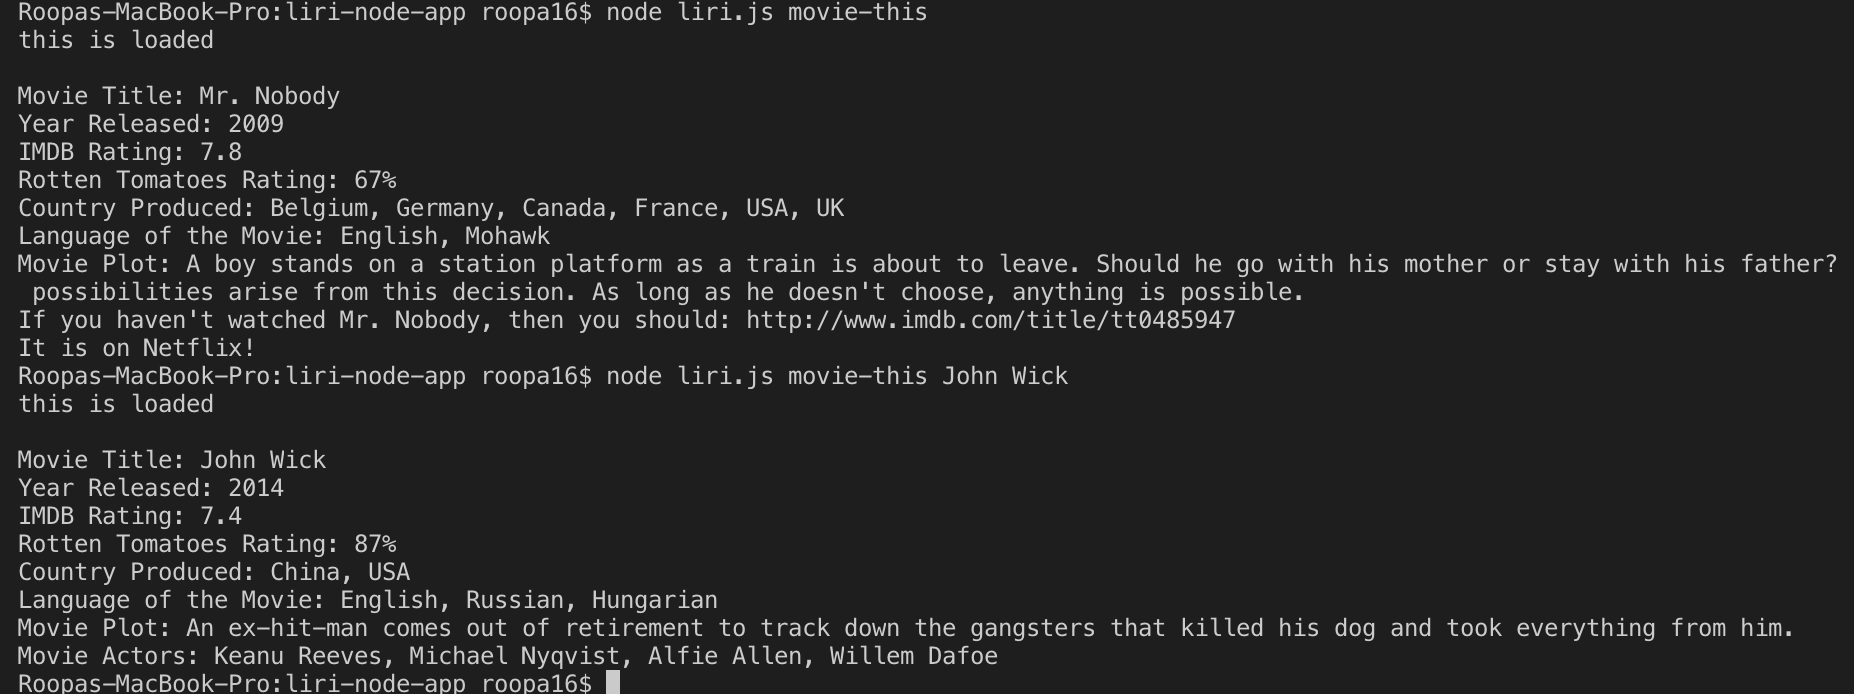 Roopas-MacBook-Pro:liri-node-app roopa16$ node liri.js movie-this
this is loaded
Movie Title: Mr. Nobody
Year Released: 2009
IMDB Rating: 7.8
Rotten Tomatoes Rating: 67%
Country Produced: Belgium, Germany, Canada, France, USA, UK
Language of the Movie: English, Mohawk
Movie Plot: A boy stands on a station platform as a train is about to leave. Should he go with his mother or stay with his father?
possibilities arise from this decision. As long as he doesn't choose, anything is possible.
If you haven't watched Mr. Nobody, then you should: http://www.imdb.com/title/tt0485947
It is on Netflix!
Roopas-MacBook-Pro:liri-node-app roopa16$ node liri.js movie-this John Wick
this is loaded
Movie Title: John Wick
Year Released: 2014
IMDB Rating: 7.4
Rotten Tomatoes Rating: 87%
Country Produced: China, USA
Language of the Movie: English, Russian, Hungarian
Movie Plot: An ex-hit-man comes out of retirement to track down the gangsters that killed his dog and took everything from him.
Movie Actors: Keanu Reeves, Michael Nyqvist, Alfie Allen, Willem Dafoe
Roopas-MacBook-Pro:liri-node-app roopa16$